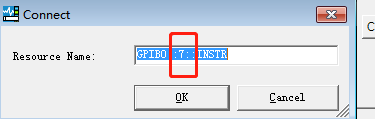 Connect
Resource Name: GPIB0::7::INSTR
OK
Cancel
C